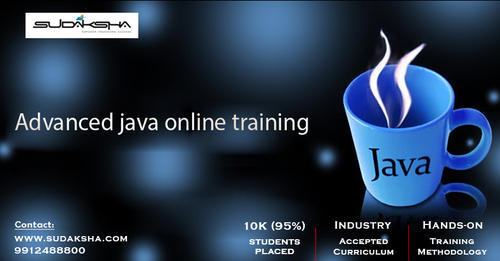 SUDAKSHA
Advanced java online training
Java
Contact:
WWW.SUDAKSHA.COM
9912488800
10K (95%)
STUDENTS
PLACED
INDUSTRY
ACCEPTED
CURRICULUM
HANDS-ON
TRAINING
METHODOLOGY